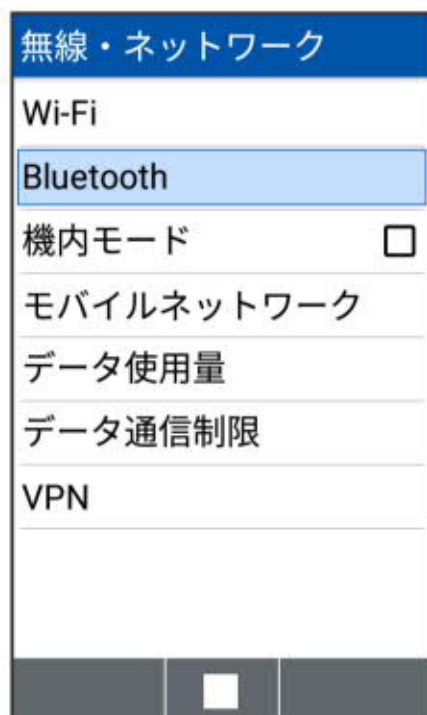 無線・ネットワーク
Wi-Fi
Bluetooth
機内モード
モバイルネットワーク
データ使用量
データ通信制限
VPN